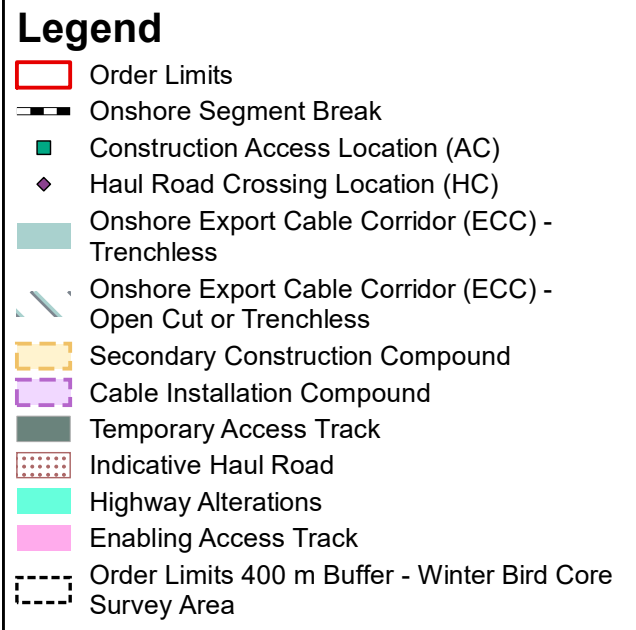 Legend
Order Limits
Onshore Segment Break
Construction Access Location (AC)
Haul Road Crossing Location (HC)
Onshore Export Cable Corridor (ECC) -
Trenchless
Onshore Export Cable Corridor (ECC) -
Open Cut or Trenchless
Secondary Construction Compound
Cable Installation Compound
Temporary Access Track
Indicative Haul Road
Highway Alterations
Enabling Access Track
Order Limits 400 m Buffer - Winter Bird Core
Survey Area